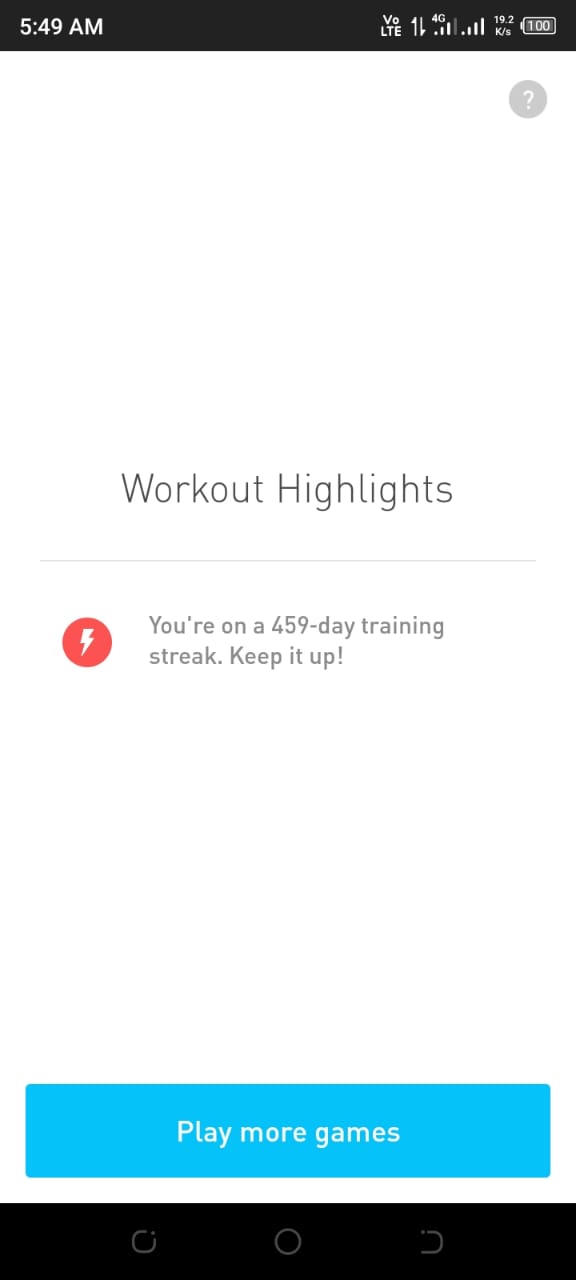 5:49 AM
Vo LTE 4G 19.2 K/s 100
?
Workout Highlights
You're on a 459-day training
streak. Keep it up!
Play more games